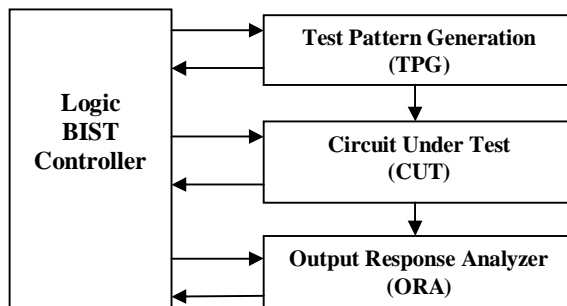 Logic
BIST
Controller
Test Pattern Generation
(TPG)
Circuit Under Test
(CUT)
Output Response Analyzer
(ORA)